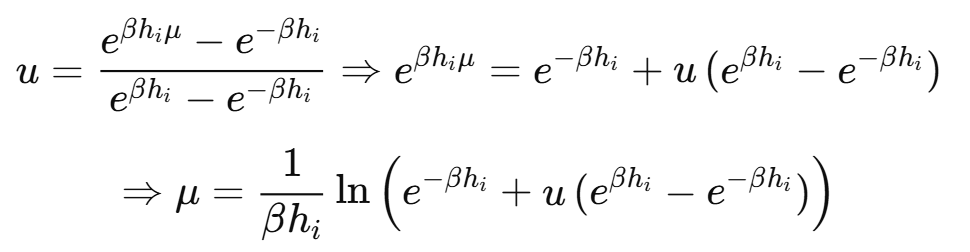 u = \frac{e^{\beta h_i \mu} - e^{-\beta h_i}}{e^{\beta h_i} - e^{-\beta h_i}} \Rightarrow e^{\beta h_i \mu} = e^{-\beta h_i} + u \left( e^{\beta h_i} - e^{-\beta h_i} \right)
\Rightarrow \mu = \frac{1}{\beta h_i} \ln \left( e^{-\beta h_i} + u \left( e^{\beta h_i} - e^{-\beta h_i} \right) \right)